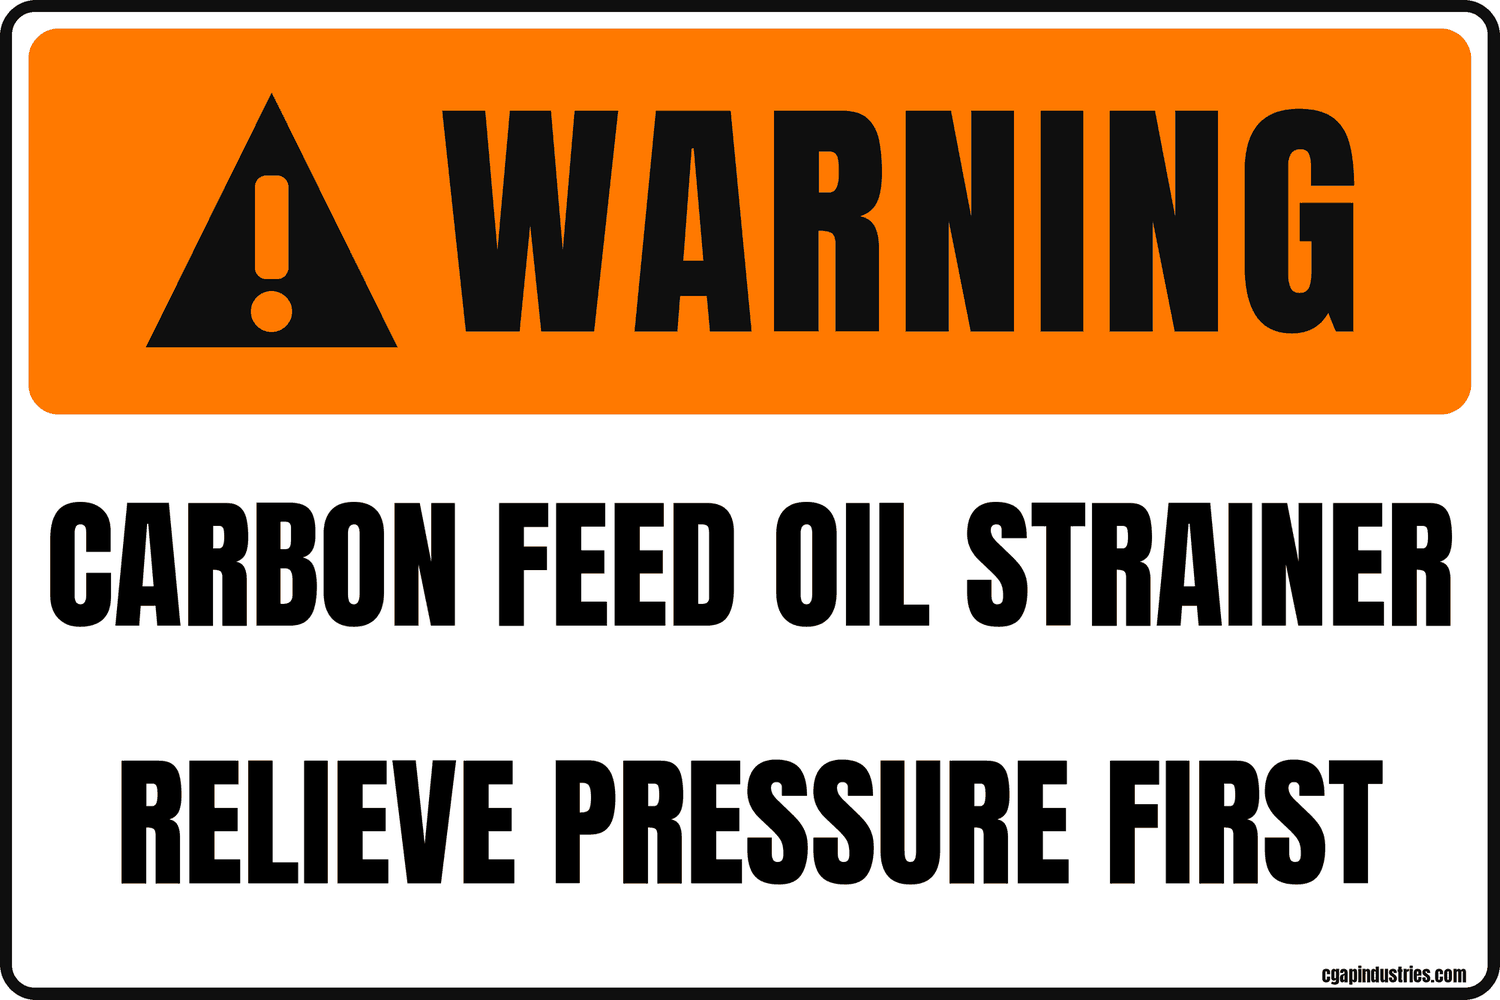 WARNING
CARBON FEED OIL STRAINER
RELIEVE PRESSURE FIRST
cgapindustries.com